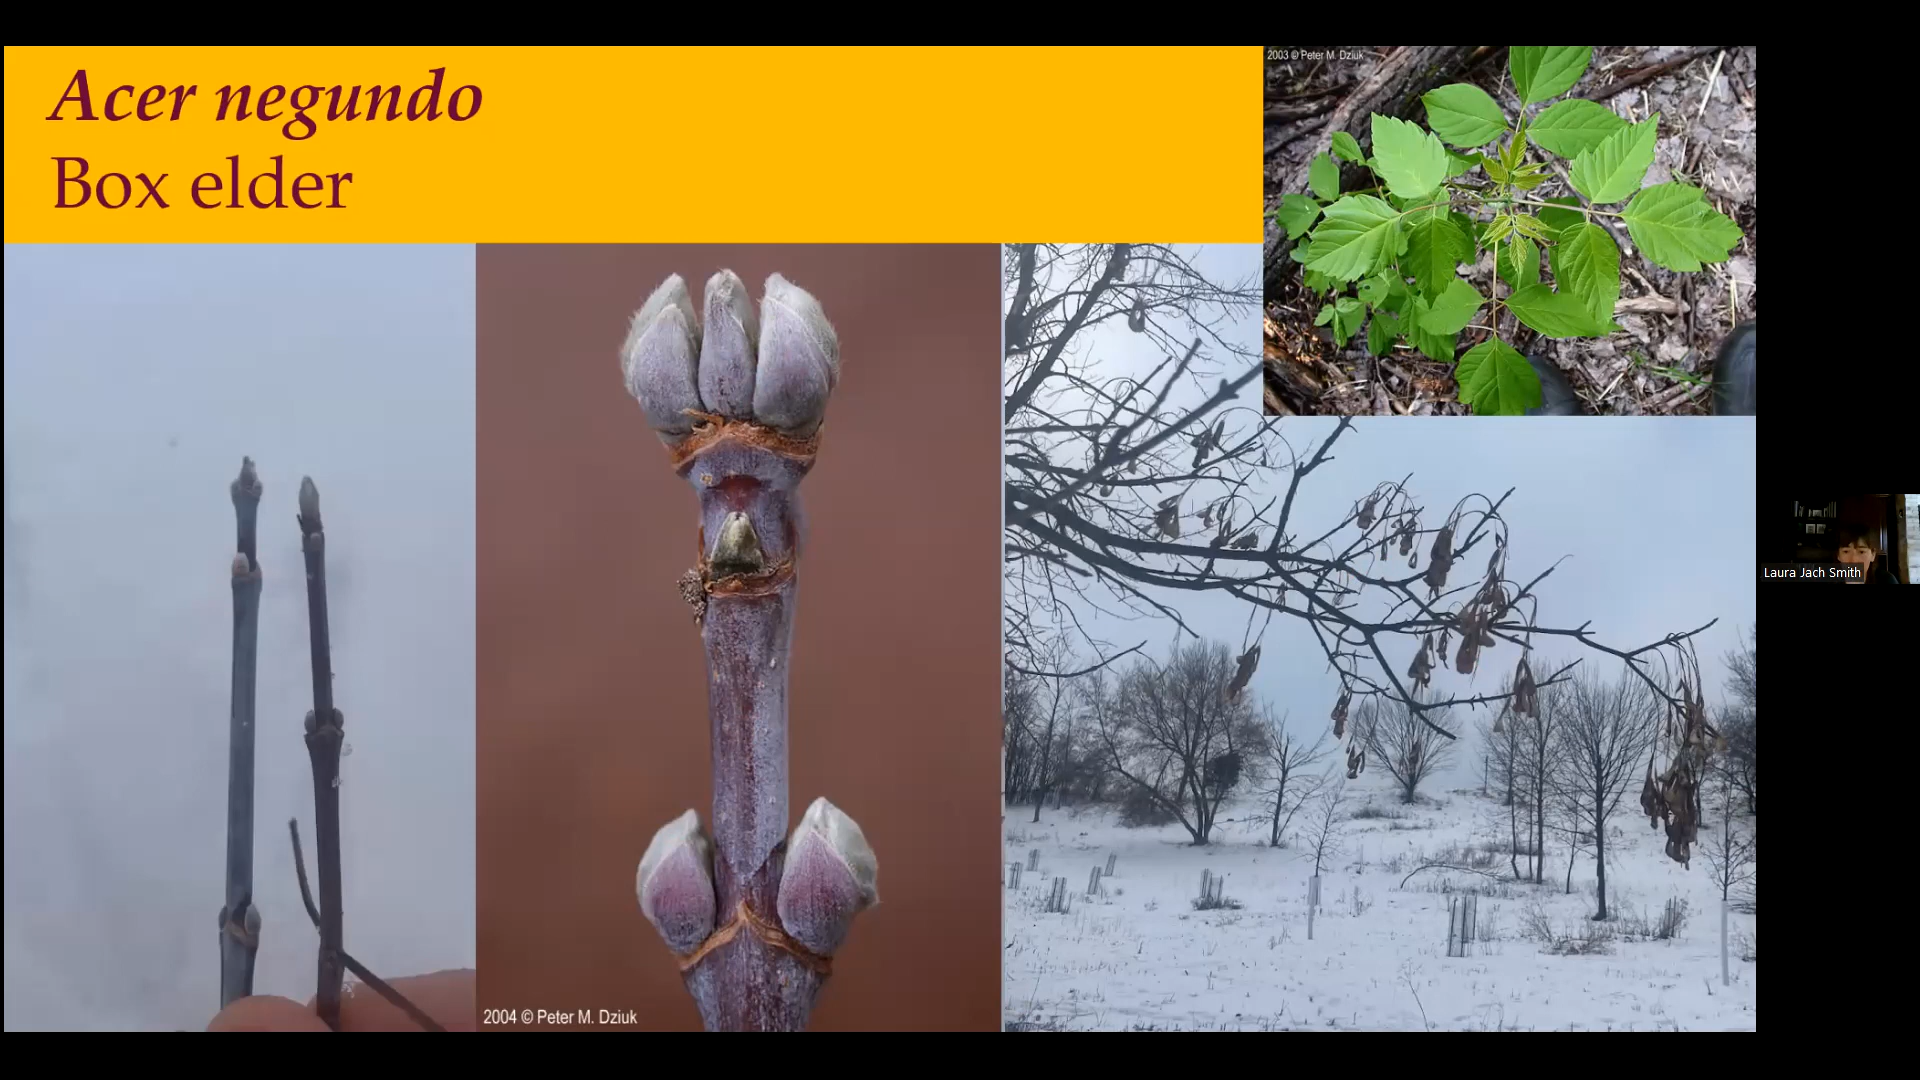 Acer negundo
Box elder
2003 © Peter M. Dziuk
2004 © Peter M. Dziuk
Laura Jach Smith